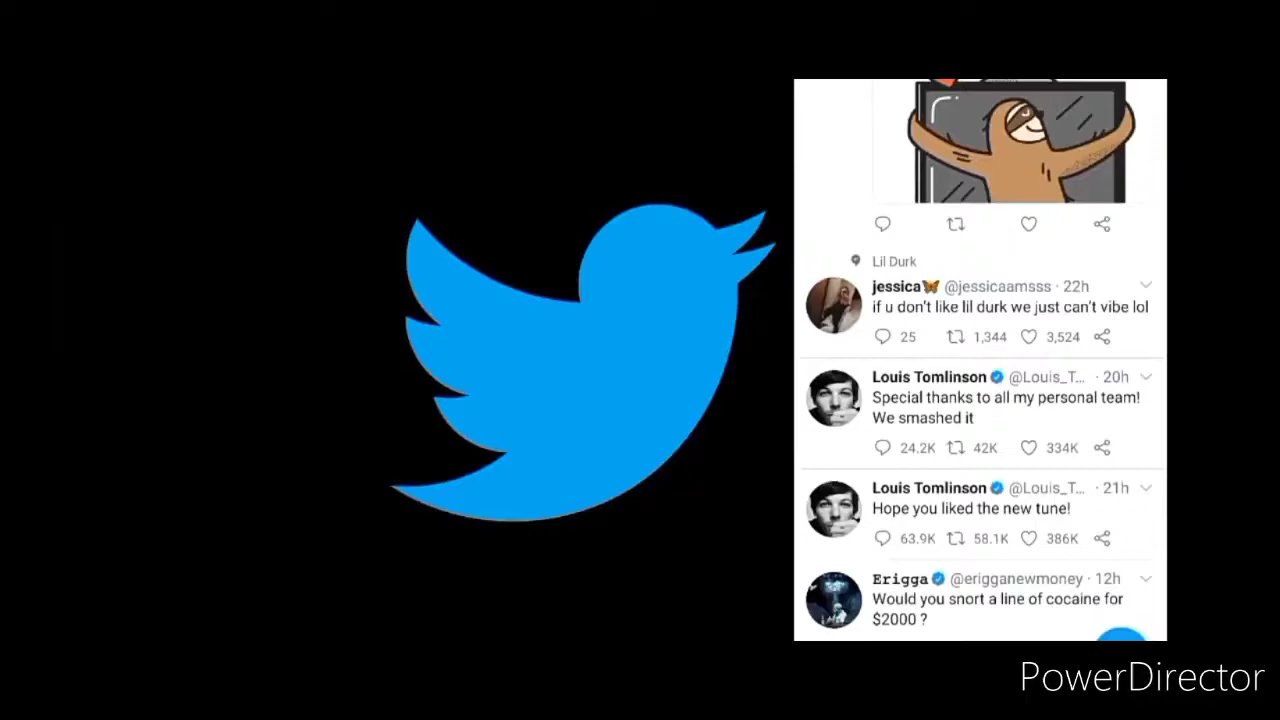 Lil Durk
jessica🦋 @jessicaamsss · 22h
if u don't like lil durk we just can't vibe lol
25 1,344 3,524
Louis Tomlinson @Louis_T... · 20h
Special thanks to all my personal team!
We smashed it
24.2K 42K 334K
Louis Tomlinson @Louis_T... · 21h
Hope you liked the new tune!
63.9K 58.1K 386K
Erigga @erigganewmoney · 12h
Would you snort a line of cocaine for
$2000 ?
PowerDirector